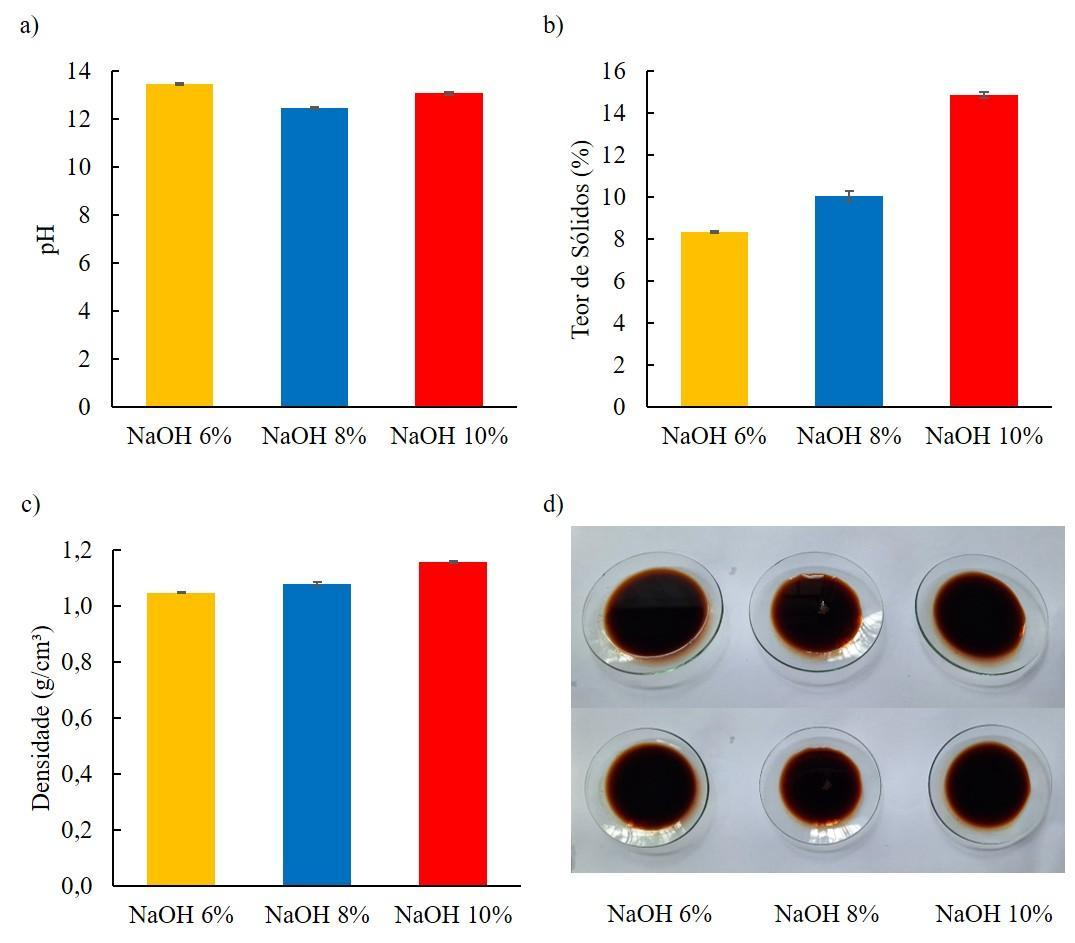 a)
14
12
10
8
6
4
2
0
pH
NaOH 6% NaOH 8% NaOH 10%
b)
16
14
12
10
8
6
4
2
0
Teor de Sólidos (%)
NaOH 6% NaOH 8% NaOH 10%
c)
1,2
1,0
0,8
0,6
0,4
0,2
0,0
Densidade (g/cm³)
NaOH 6% NaOH 8% NaOH 10%
d)
NaOH 6% NaOH 8% NaOH 10%